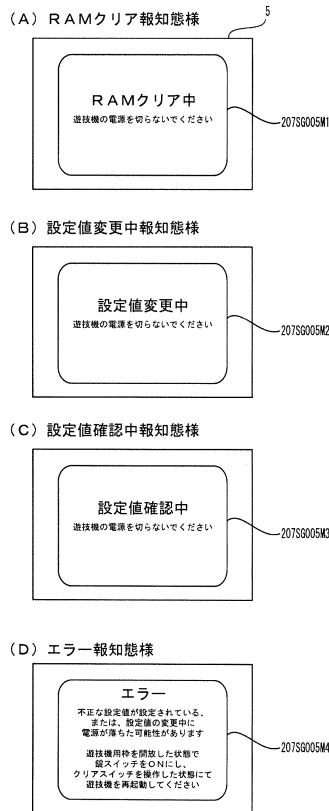 (A) RAMクリア報知態様
5
RAMクリア中
遊技機の電源を切らないでください
207SG005M1
(B) 設定値変更中報知態様
設定値変更中
遊技機の電源を切らないでください
207SG005M2
(C) 設定値確認中報知態様
設定値確認中
遊技機の電源を切らないでください
207SG005M3
(D) エラー報知態様
エラー
不正な設定値が設定されている、
または、設定値の変更中に
電源が落ちた可能性があります
遊技機用枠を開放した状態で
錠スイッチをONにし、
クリアスイッチを操作した状態にて
遊技機を再起動してください
207SG005M4